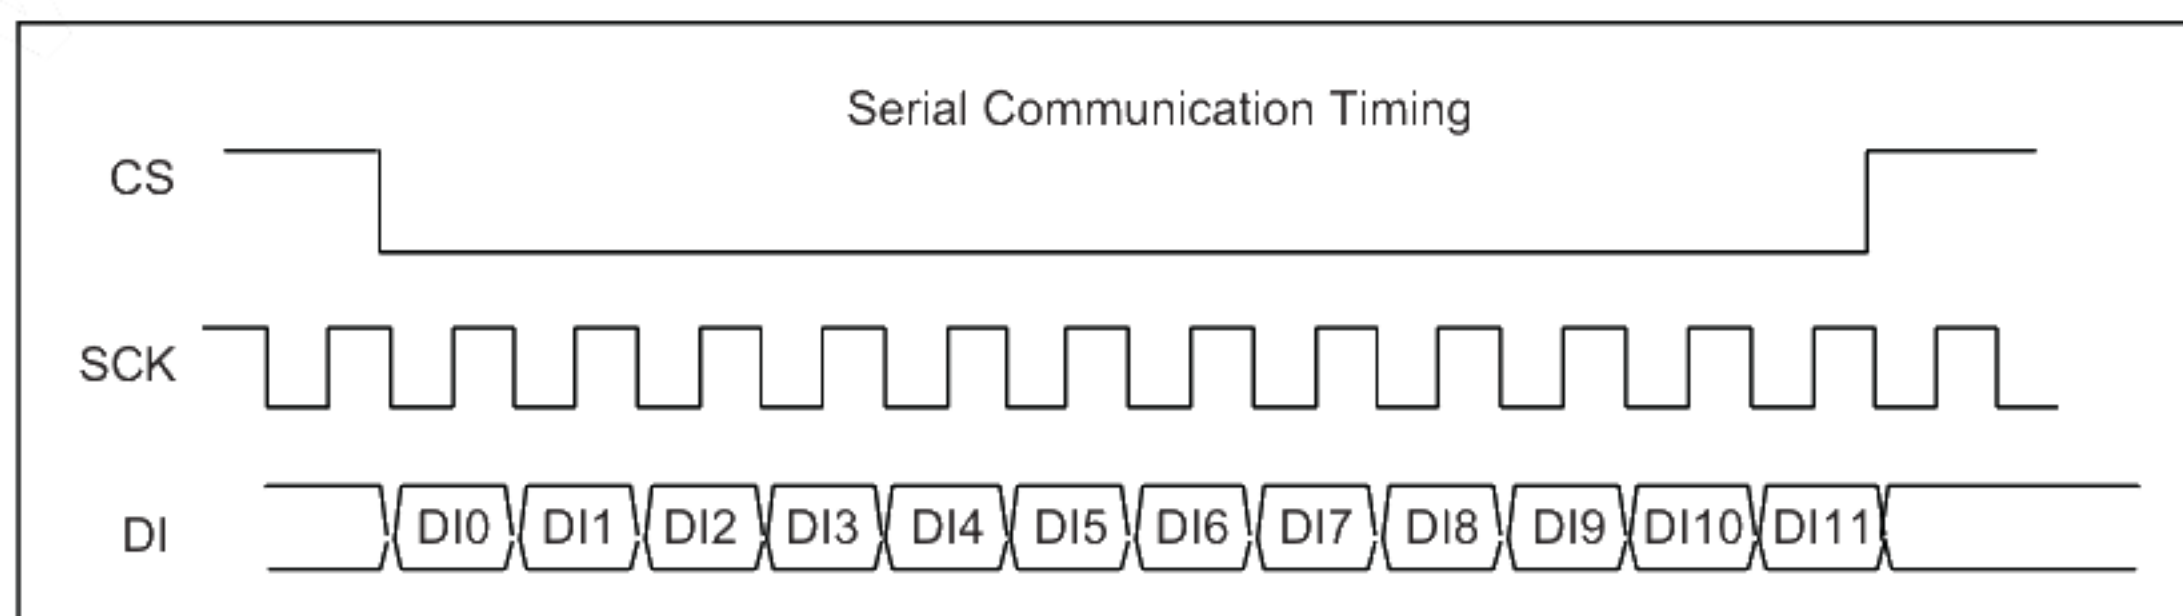 Serial Communication Timing
CS
SCK
DI
DI0 DI1 DI2 DI3 DI4 DI5 DI6 DI7 DI8 DI9 DI10 DI11